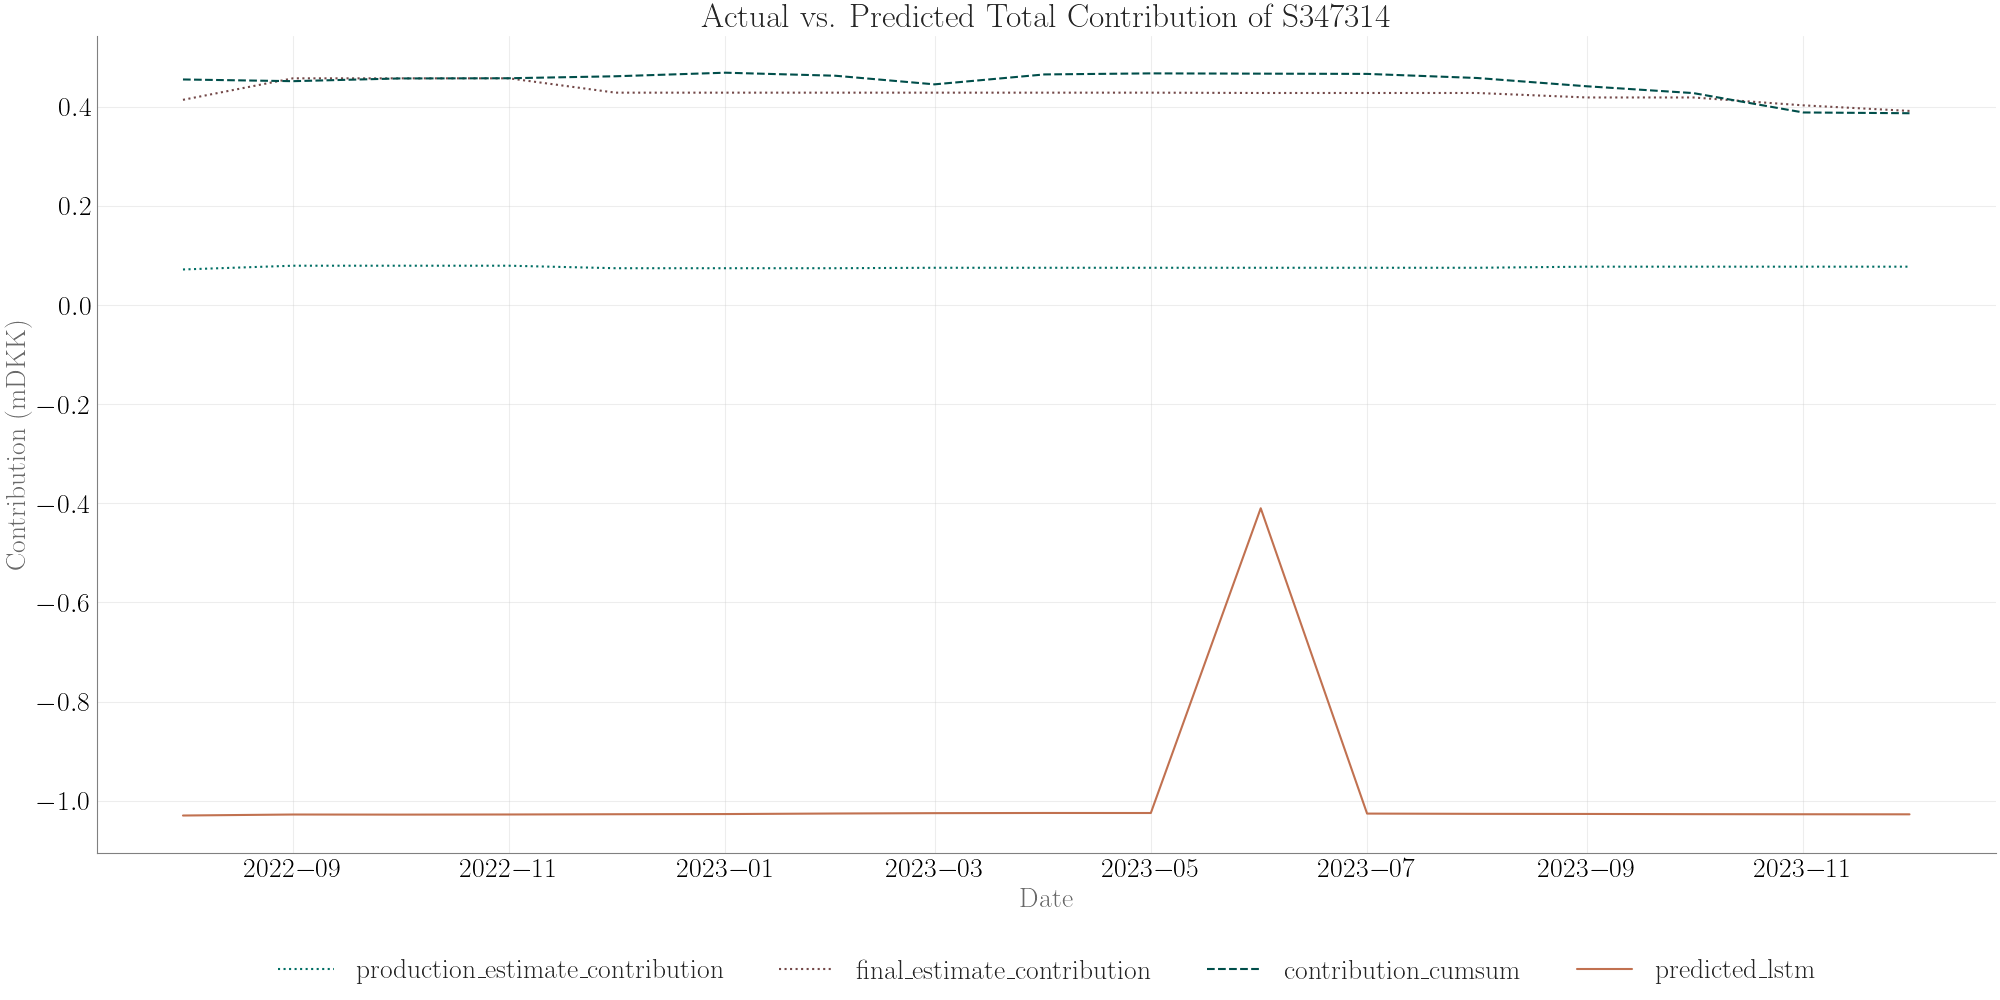 Actual vs. Predicted Total Contribution of S347314
Contribution (mDKK)
0.4
0.2
0.0
−0.2
−0.4
−0.6
−0.8
−1.0
2022−09 2022−11 2023−01 2023−03 2023−05 2023−07 2023−09 2023−11
Date
production_estimate_contribution final_estimate_contribution contribution_cumsum predicted_lstm